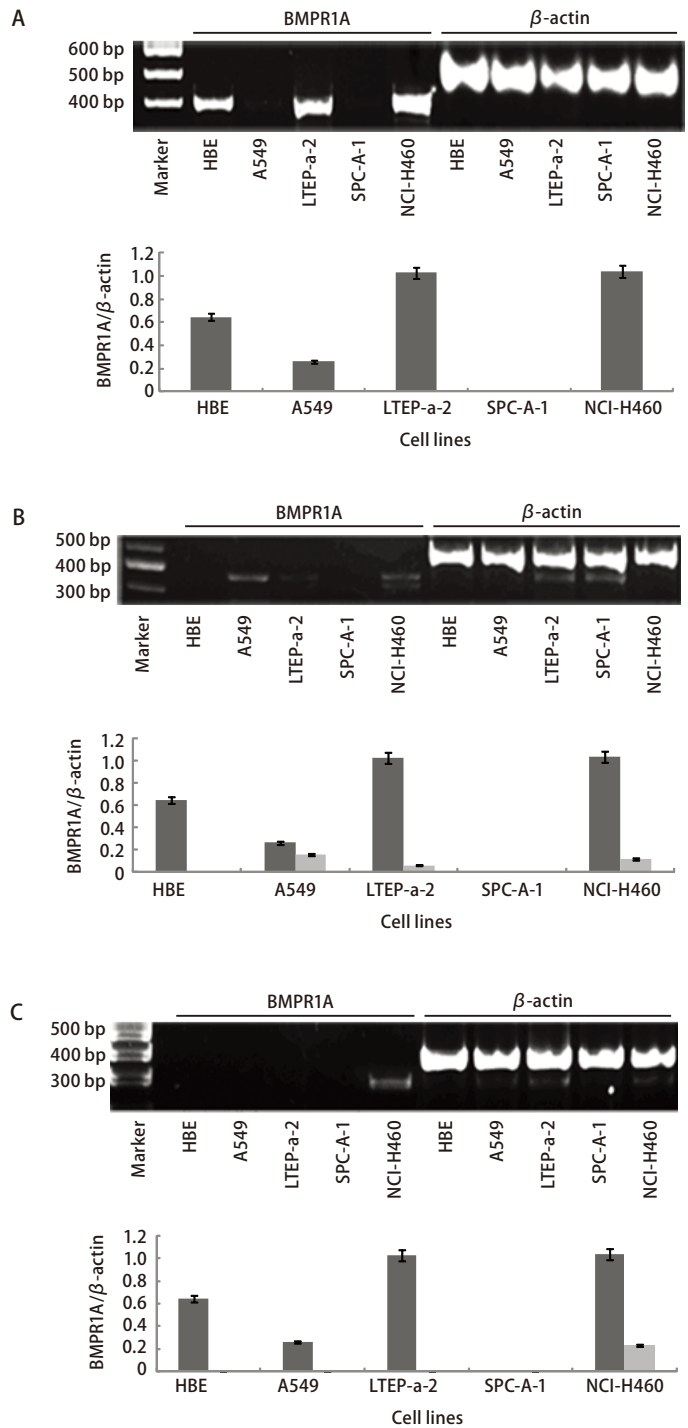 A
BMPR1A
β-actin
600 bp
500 bp
400 bp
Marker
HBE
A549
LTEP-a-2
SPC-A-1
NCI-H460
HBE
A549
LTEP-a-2
SPC-A-1
NCI-H460
BMPR1A/β-actin
1.2
1.0
0.8
0.6
0.4
0.2
0
HBE
A549
LTEP-a-2
SPC-A-1
NCI-H460
Cell lines
B
BMPR1A
β-actin
500 bp
400 bp
300 bp
Marker
HBE
A549
LTEP-a-2
SPC-A-1
NCI-H460
HBE
A549
LTEP-a-2
SPC-A-1
NCI-H460
BMPR1A/β-actin
1.2
1.0
0.8
0.6
0.4
0.2
0
HBE
A549
LTEP-a-2
SPC-A-1
NCI-H460
Cell lines
C
BMPR1A
β-actin
500 bp
400 bp
300 bp
Marker
HBE
A549
LTEP-a-2
SPC-A-1
NCI-H460
HBE
A549
LTEP-a-2
SPC-A-1
NCI-H460
BMPR1A/β-actin
1.2
1.0
0.8
0.6
0.4
0.2
0
HBE
A549
LTEP-a-2
SPC-A-1
NCI-H460
Cell lines